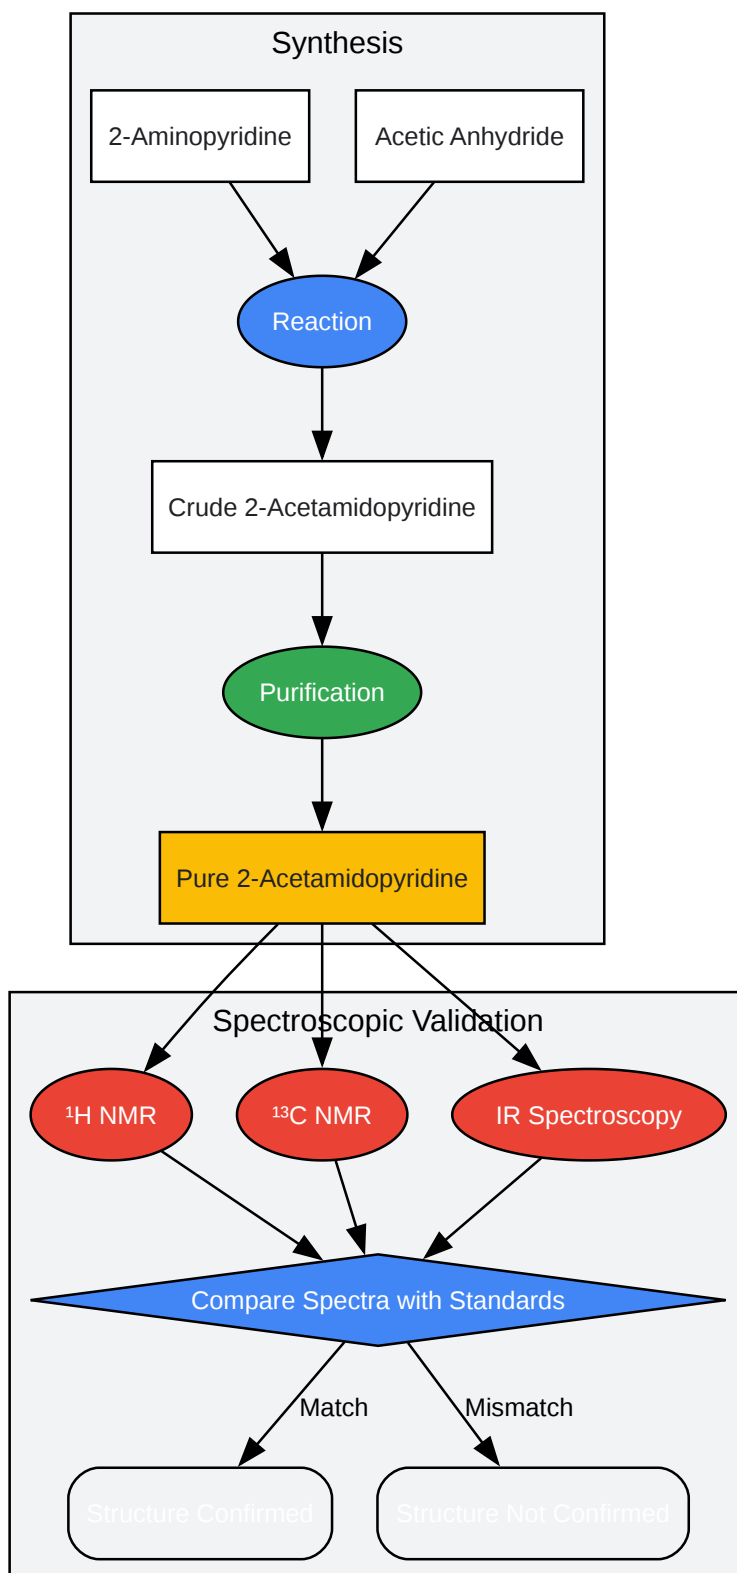 Synthesis
2-Aminopyridine
Acetic Anhydride
Reaction
Crude 2-Acetamidopyridine
Purification
Pure 2-Acetamidopyridine
Spectroscopic Validation
¹H NMR
¹³C NMR
IR Spectroscopy
Compare Spectra with Standards
Match
Mismatch
Structure Confirmed
Structure Not Confirmed